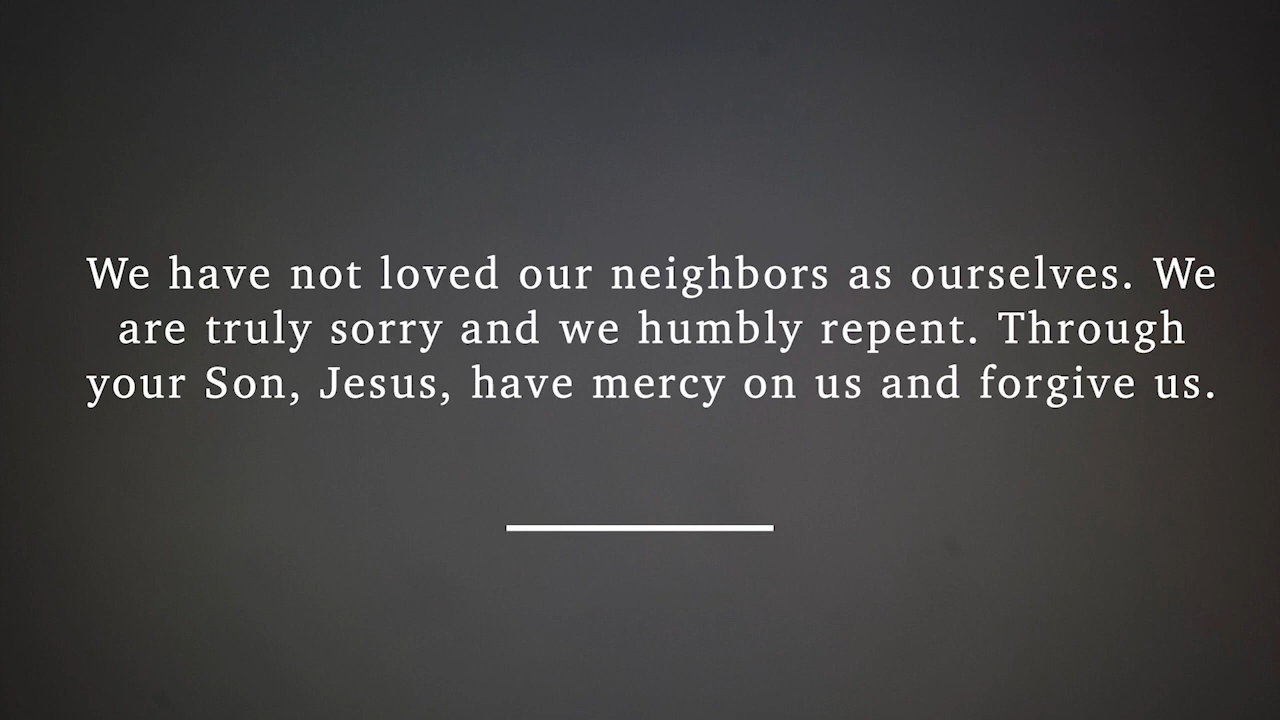 We have not loved our neighbors as ourselves. We
are truly sorry and we humbly repent. Through
your Son, Jesus, have mercy on us and forgive us.